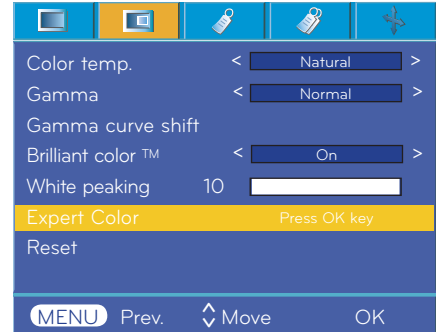 Color temp. < Natural >
Gamma < Normal >
Gamma curve shift
Brilliant color TM < On >
White peaking 10
Expert Color Press OK key
Reset
MENU Prev. Move OK